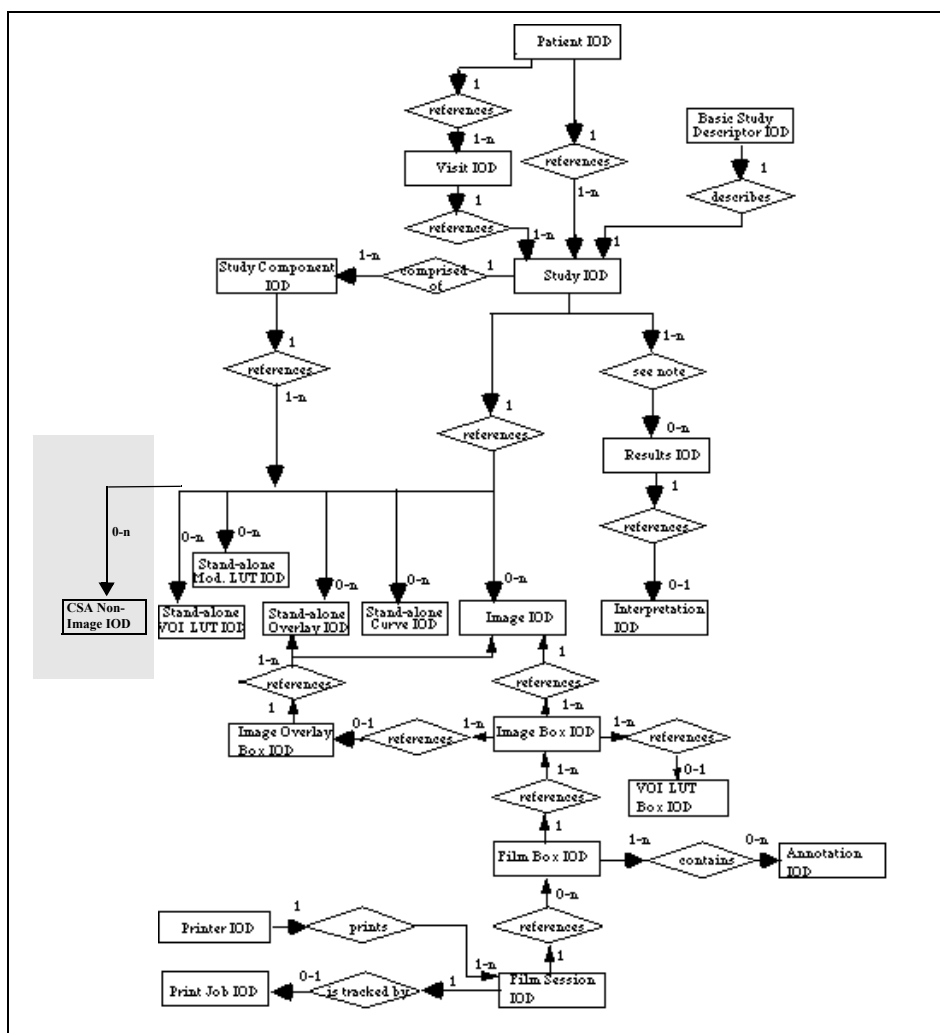 Patient IOD
1
1
references
Basic Study
Descriptor IOD
1-n
1
references
Visit IOD
1
1-n
describes
1
references
1-n
1
1-n
comprised
of
1
Study Component
IOD
Study IOD
1
1-n
references
see note
1-n
1
references
0-n
Results IOD
1
0-n
0-n
0-n
0-n
0-n
0-n
references
Stand-alone
Mod. LUT IOD
0-1
CSA Non-
Image IOD
Stand-alone
VOI LUT IOD
Stand-alone
Overlay IOD
Stand-alone
Curve IOD
Image IOD
Interpretation
IOD
1-n
1
references
references
1
1-n
Image Overlay
Box IOD
0-1
references
1-n
Image Box IOD
1-n
references
1-n
0-1
references
VOI LUT
Box IOD
1
Film Box IOD
1-n
contains
0-n
Annotation
IOD
0-n
Printer IOD
1
prints
references
1
1-n
Print Job IOD
0-1
is tracked by
1
Film Session
IOD